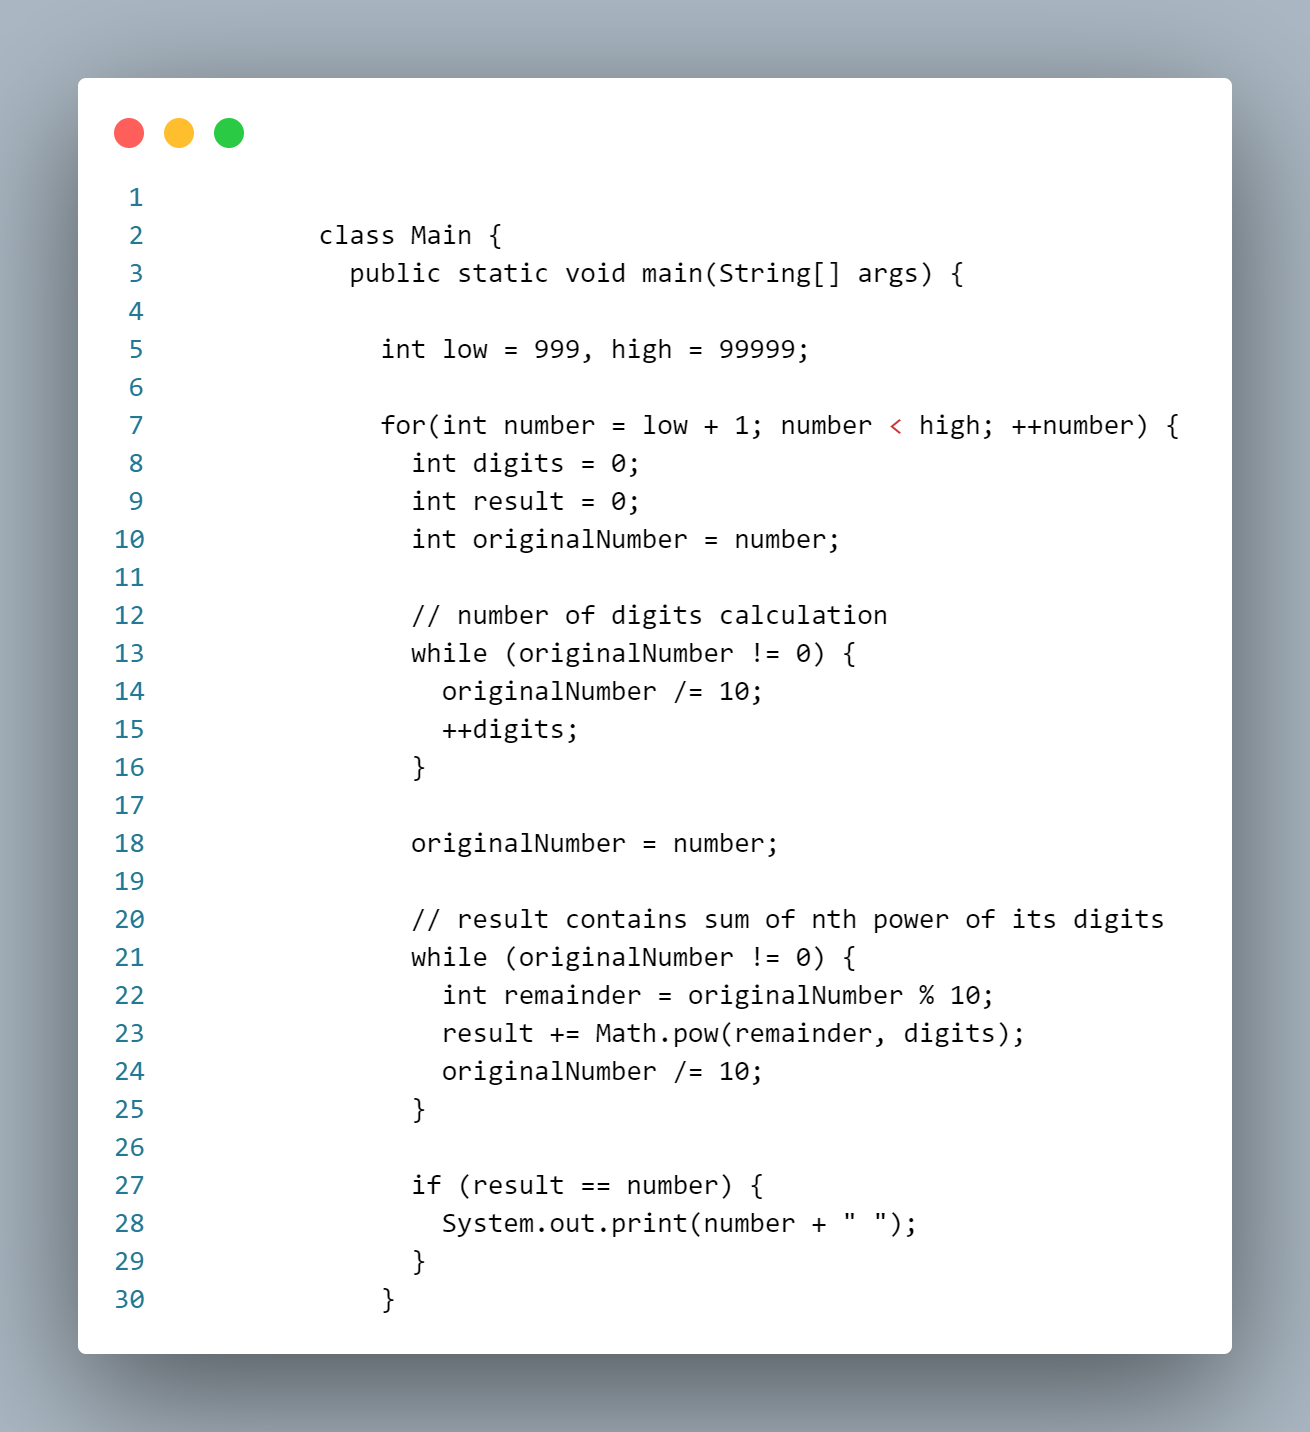 1
2 class Main {
3 public static void main(String[] args) {
4
5 int low = 999, high = 99999;
6
7 for(int number = low + 1; number < high; ++number) {
8 int digits = 0;
9 int result = 0;
10 int originalNumber = number;
11
12 // number of digits calculation
13 while (originalNumber != 0) {
14 originalNumber /= 10;
15 ++digits;
16 }
17
18 originalNumber = number;
19
20 // result contains sum of nth power of its digits
21 while (originalNumber != 0) {
22 int remainder = originalNumber % 10;
23 result += Math.pow(remainder, digits);
24 originalNumber /= 10;
25 }
26
27 if (result == number) {
28 System.out.print(number + " ");
29 }
30 }